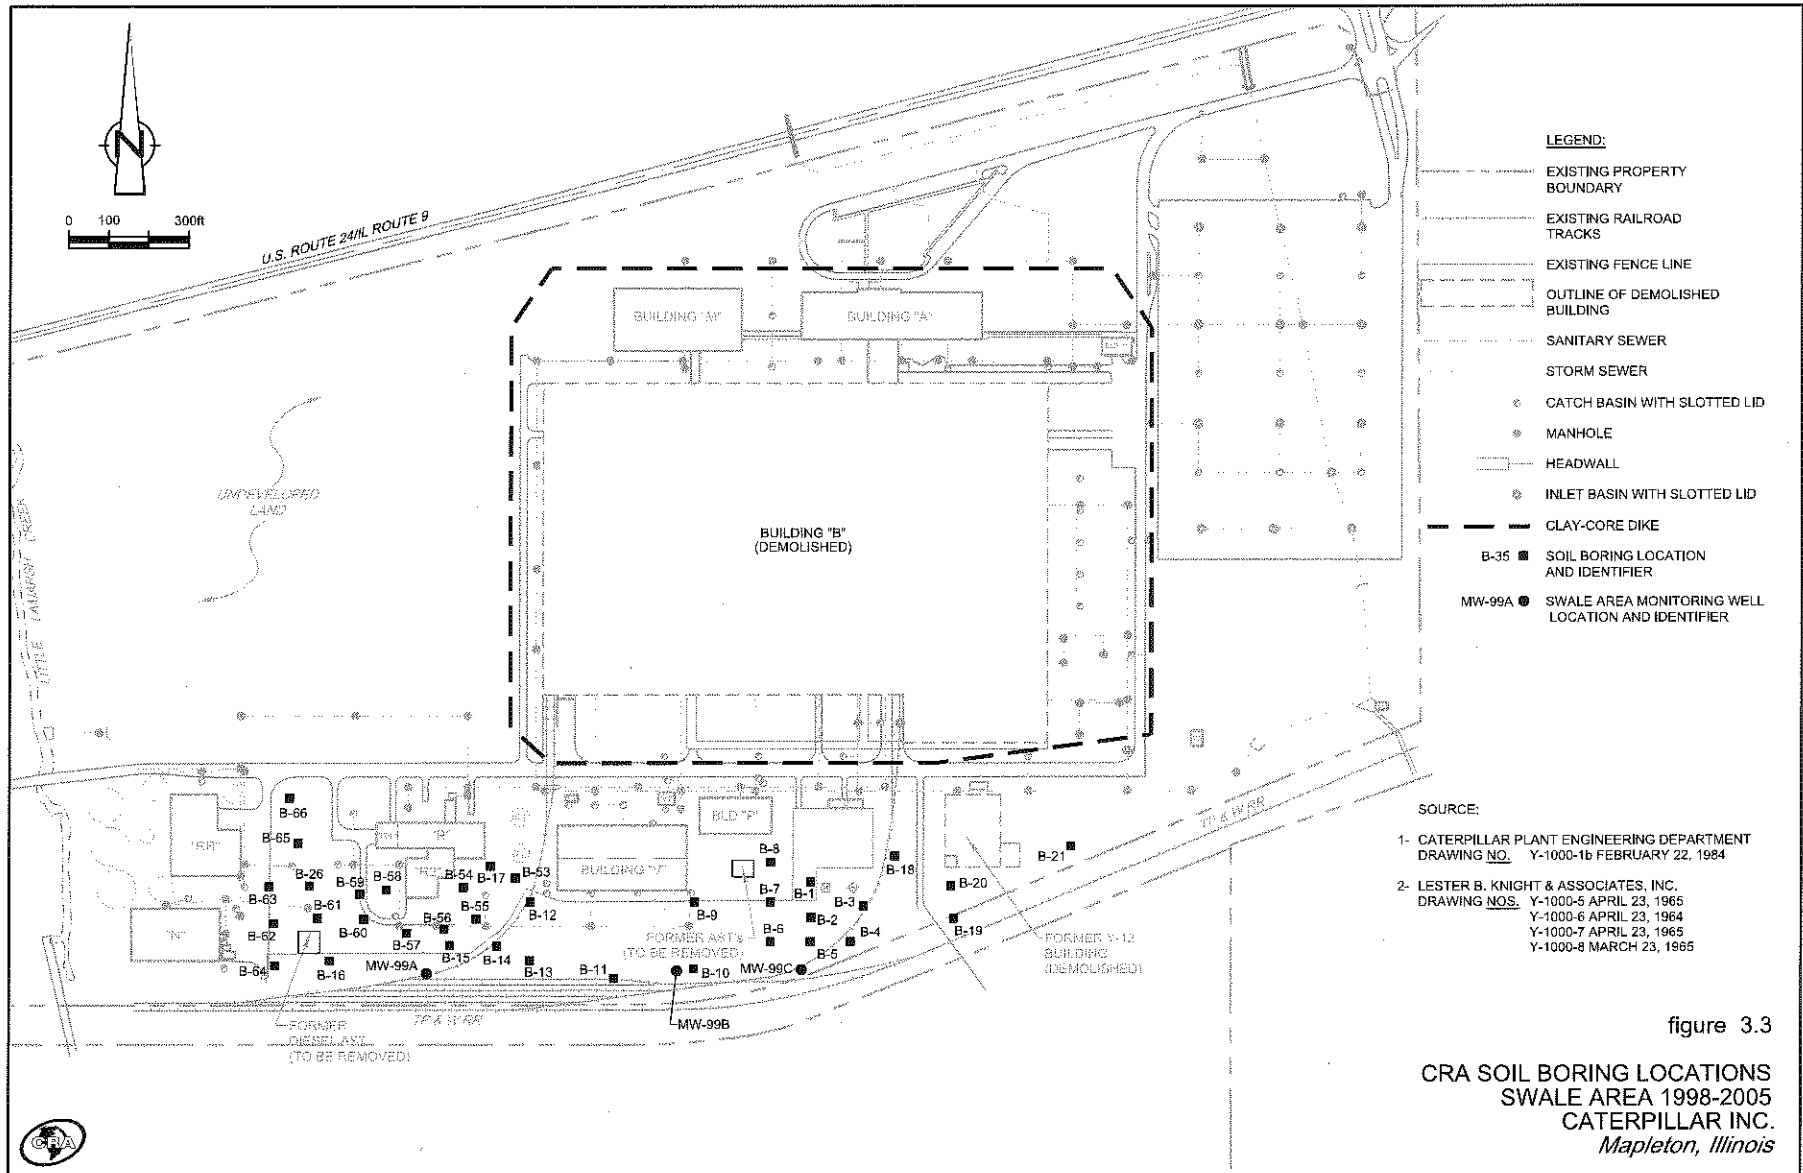 N
0 100 300ft
U.S. ROUTE 24/IL ROUTE 9
BUILDING "M"
BUILDING "A"
UNDEVELOPED
LAND
LITTLE LAMARSH CREEK
BUILDING "B"
(DEMOLISHED)
LEGEND:
EXISTING PROPERTY
BOUNDARY
EXISTING RAILROAD
TRACKS
EXISTING FENCE LINE
OUTLINE OF DEMOLISHED
BUILDING
SANITARY SEWER
STORM SEWER
CATCH BASIN WITH SLOTTED LID
MANHOLE
HEADWALL
INLET BASIN WITH SLOTTED LID
CLAY-CORE DIKE
B-35 SOIL BORING LOCATION
AND IDENTIFIER
MW-99A SWALE AREA MONITORING WELL
LOCATION AND IDENTIFIER
B-66
B-65
"RR"
B-63
B-26
B-59
B-58
"R"
"R2"
B-54
B-17
B-53
BUILDING "V"
BLD "P"
B-8
B-7
B-1
B-3
B-18
B-21
B-20
B-61
B-55
B-12
B-9
B-2
B-62
B-60
B-56
B-57
B-6
B-5
B-4
B-19
"N"
B-64
B-16
MW-99A
B-15
B-14
B-13
B-11
B-10
MW-99C
MW-99B
FORMER AST's
(TO BE REMOVED)
FORMER Y-12
BUILDING
(DEMOLISHED)
FORMER
DIESEL AST
(TO BE REMOVED)
TP & W RR
TP & W RR
SOURCE:
1- CATERPILLAR PLANT ENGINEERING DEPARTMENT
DRAWING NO. Y-1000-1b FEBRUARY 22, 1984
2- LESTER B. KNIGHT & ASSOCIATES, INC.
DRAWING NOS. Y-1000-5 APRIL 23, 1965
Y-1000-6 APRIL 23, 1964
Y-1000-7 APRIL 23, 1965
Y-1000-8 MARCH 23, 1965
figure 3.3
CRA SOIL BORING LOCATIONS
SWALE AREA 1998-2005
CATERPILLAR INC.
Mapleton, Illinois
CRA